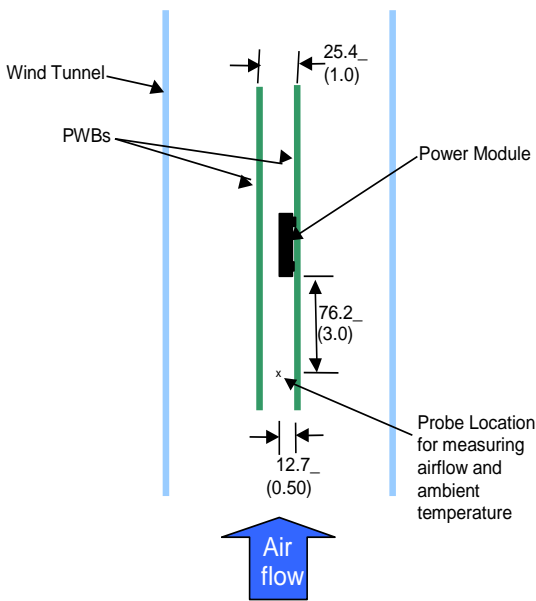 25.4_
(1.0)
Wind Tunnel
PWBs
Power Module
76.2_
(3.0)
x
Probe Location
for measuring
airflow and
ambient
temperature
12.7_
(0.50)
Air
flow